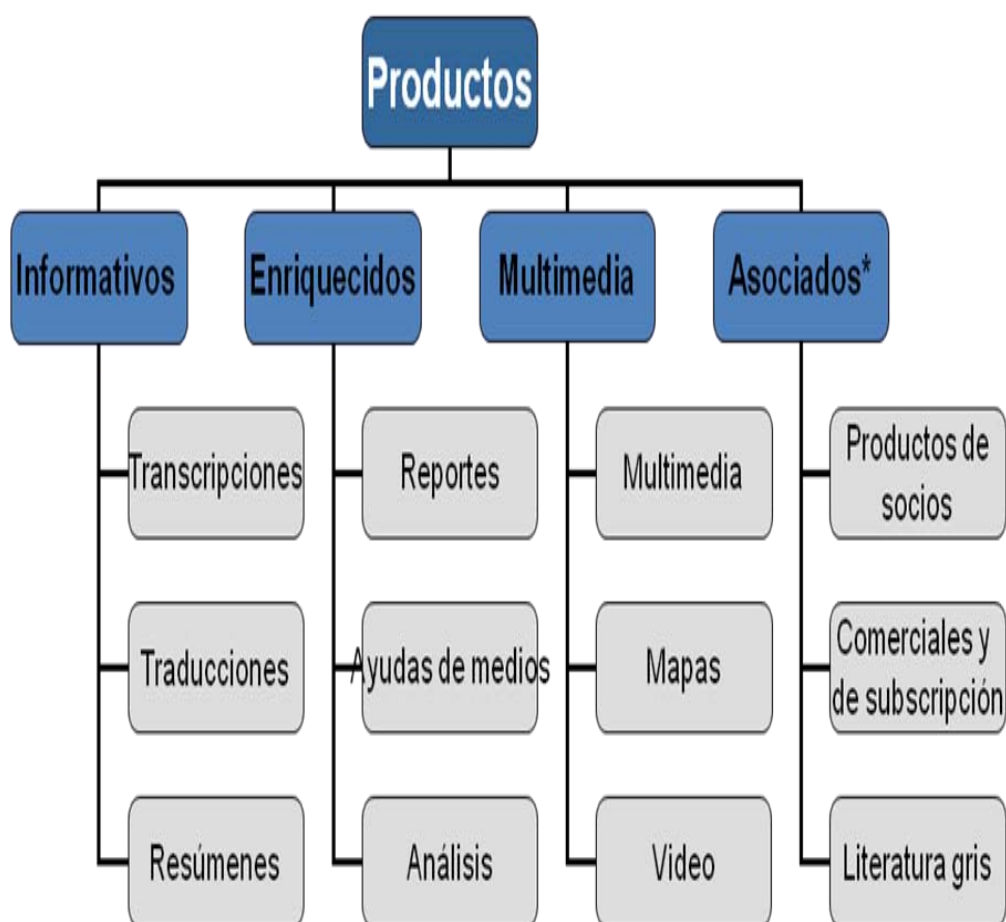 Productos
Informativos
Enriquecidos
Multimedia
Asociados*
Transcripciones
Reportes
Multimedia
Productos de
socios
Traducciones
Ayudas de medios
Mapas
Comerciales y
de subscripción
Resúmenes
Análisis
Video
Literatura gris